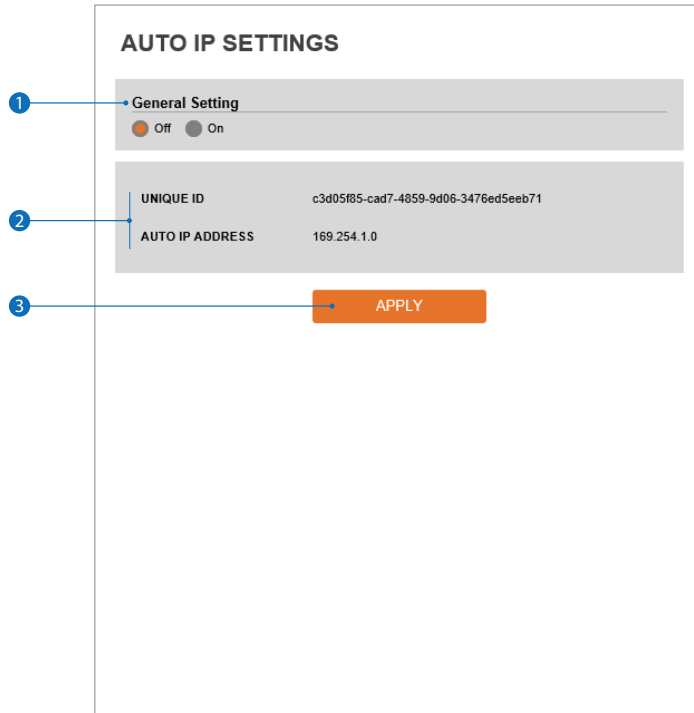 AUTO IP SETTINGS
1
General Setting
Off On
UNIQUE ID c3d05f85-cad7-4859-9d06-3476ed5eeb71
2
AUTO IP ADDRESS 169.254.1.0
3
APPLY